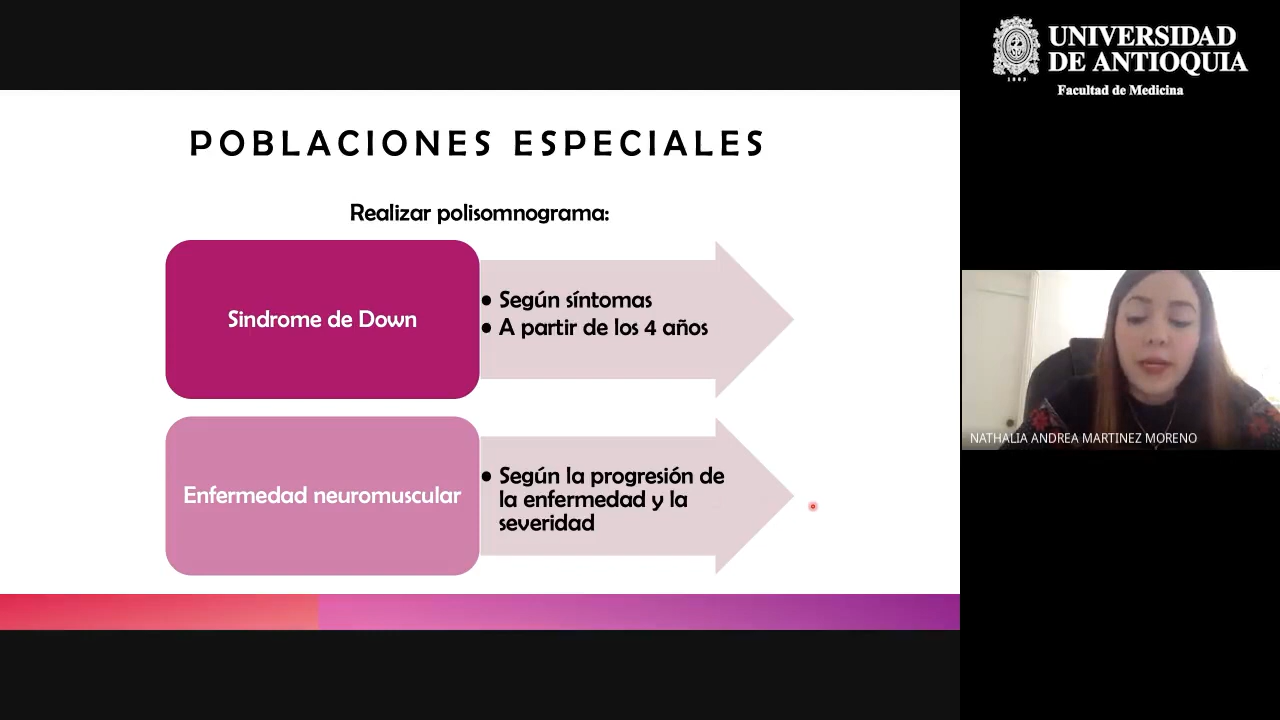 UNIVERSIDAD
DE ANTIOQUIA
1803
Facultad de Medicina
POBLACIONES ESPECIALES
Realizar polisomnograma:
Sindrome de Down
• Según síntomas
• A partir de los 4 años
Enfermedad neuromuscular
• Según la progresión de
la enfermedad y la
severidad
NATHALIA ANDREA MARTINEZ MORENO